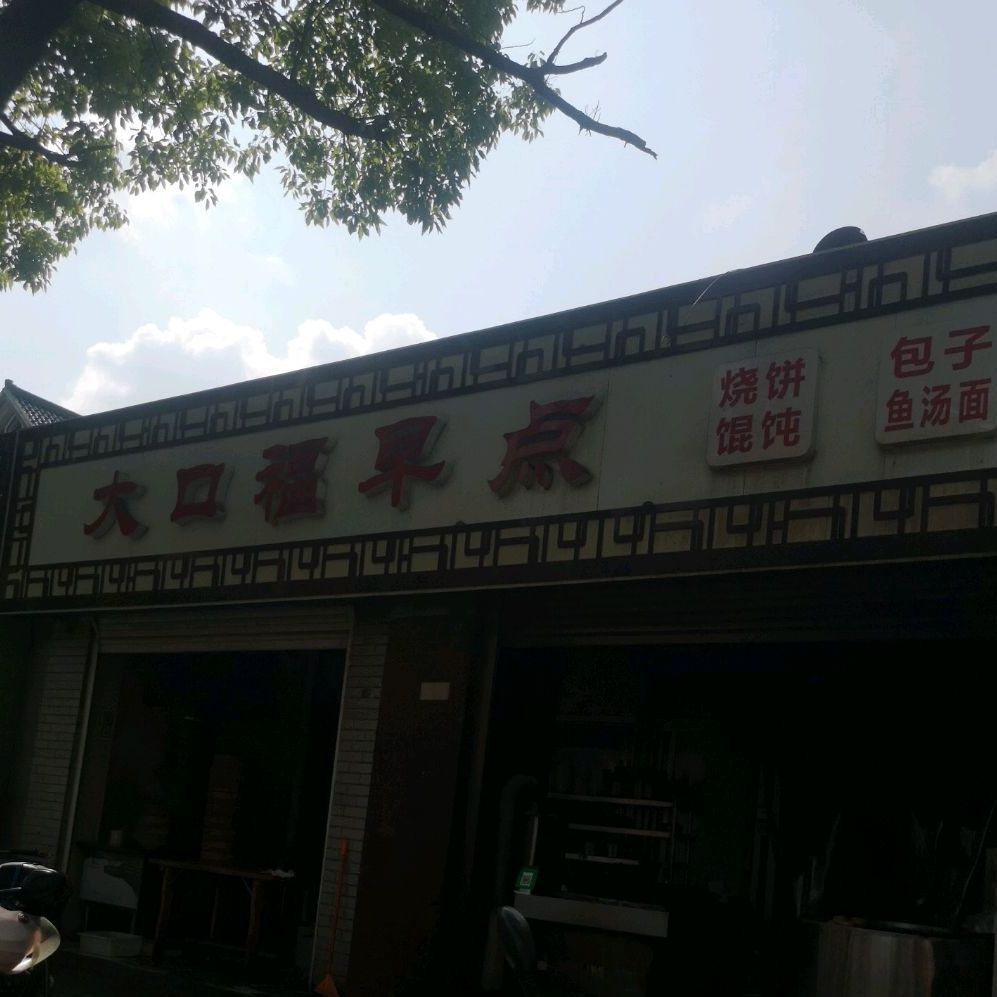 大口福早点
烧饼
馄饨
包子
鱼汤面